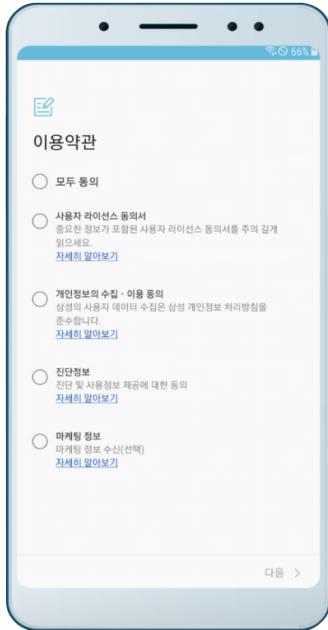 66%
이용약관
모두 동의
사용자 라이선스 동의서
중요한 정보가 포함된 사용자 라이선스 동의서를 주의 깊게
읽으세요.
자세히 알아보기
개인정보의 수집 · 이용 동의
삼성의 사용자 데이터 수집은 삼성 개인정보 처리방침을
준수합니다.
자세히 알아보기
진단정보
진단 및 사용정보 제공에 대한 동의
자세히 알아보기
마케팅 정보
마케팅 정보 수신(선택)
자세히 알아보기
다음 >